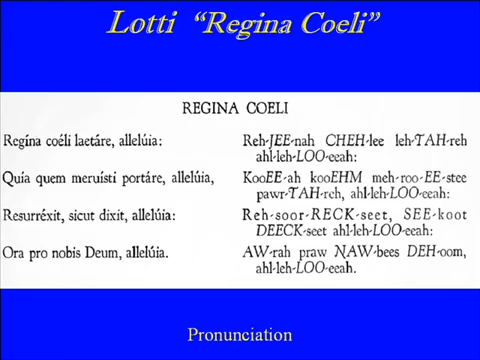 Lotti "Regina Coeli"
REGINA COELI
Regína coéli laetáre, allelúia:
Reh-JEE-nah CHEH-lee leh-TAH-reh
ahl-leh-LOO-eeah:
Quía quem meruísti portáre, allelúia,
KooEE-ah kooEHM meh-roo-EE-stee
pawr-TAH-reh, ahl-leh-LOO-eeah:
Resurréxit, sicut dixit, allelúia:
Reh-soor-RECK-seet, SEE-koot
DEECK-seet ahl-leh-LOO-eeah:
Ora pro nobis Deum, allelúia.
AW-rah praw NAW-bees DEH-oom,
ahl-leh-LOO-eeah.
Pronunciation